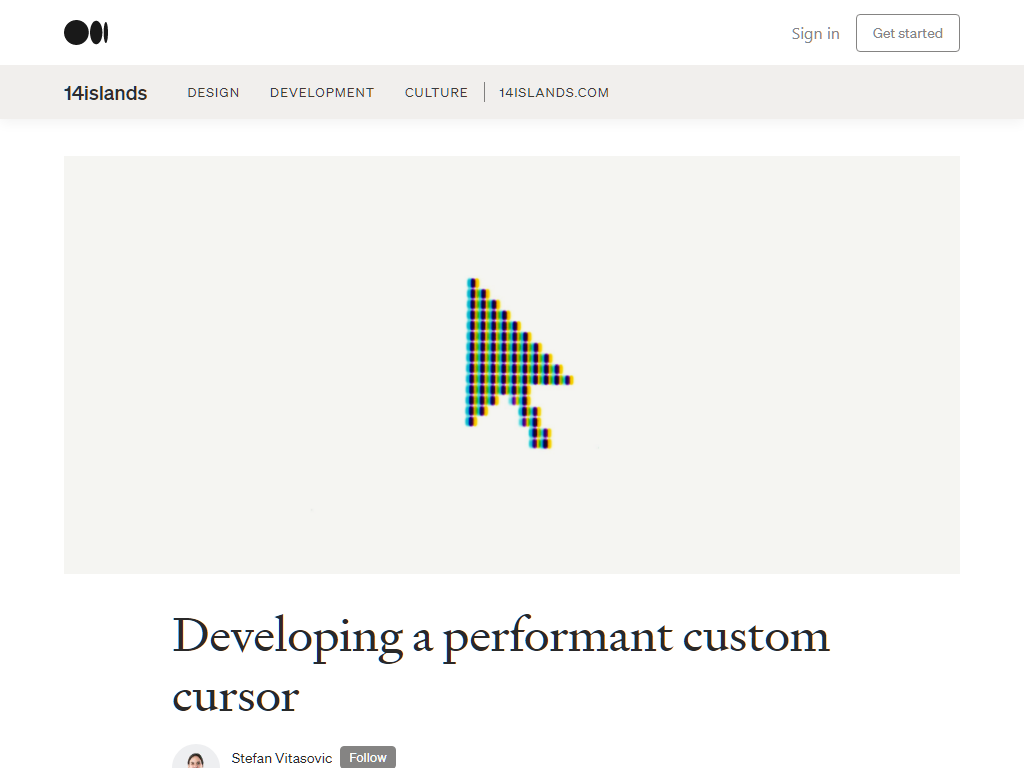 Sign in
Get started
14islands
DESIGN
DEVELOPMENT
CULTURE
14ISLANDS.COM
Developing a performant custom
cursor
Stefan Vitasovic
Follow